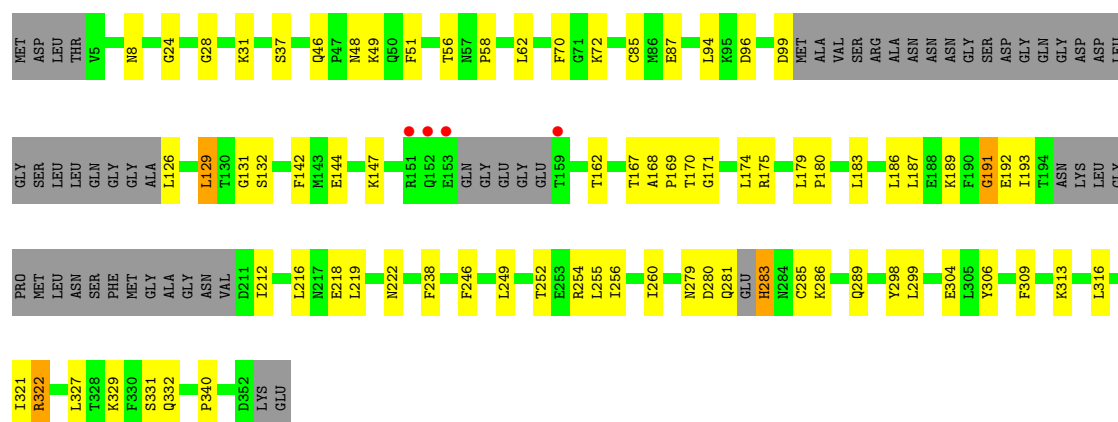 MET ASP LEU THR V5 N8 G24 G28 K31 S37 Q46 P47 N48 K49 Q50 F51 T56 N57 P58 L62 F70 G71 K72 C85 M86 E87 L94 K95 D96 D99 MET ALA VAL SER ARG ALA ASN ASN ASN GLY SER ASP GLY GLN GLY ASP ASP LEU
GLY SER LEU LEU GLN GLY GLY ALA L126 L129 T130 G131 S132 F142 M143 E144 K147 R151 Q152 E153 GLN GLY GLU GLY GLU T159 T162 T167 A168 P169 T170 G171 L174 R175 L179 P180 L183 L186 L187 E188 K189 F190 G191 E192 I193 T194 ASN LYS LEU GLY
PRO MET LEU ASN SER PHE MET GLY ALA GLY ASN VAL D211 I212 L216 N217 E218 L219 N222 F238 F246 L249 T252 E253 R254 L255 I256 I260 N279 D280 Q281 GLU H283 N284 C285 K286 Q289 Y298 L299 E304 L305 Y306 F309 K313 L316
I321 R322 L327 T328 K329 F330 S331 Q332 P340 D352 LYS GLU